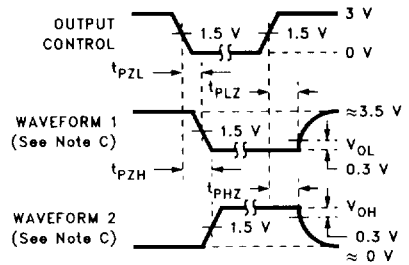 OUTPUT CONTROL
1.5 V
1.5 V
3 V
0 V
tPZL
tPLZ
≈3.5 V
WAVEFORM 1
(See Note C)
1.5 V
VOL
0.3 V
tPZH
tPHZ
VOH
WAVEFORM 2
(See Note C)
1.5 V
0.3 V
≈ 0 V